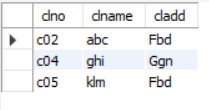 clno clname cladd
c02 abc Fbd
c04 ghi Ggn
c05 klm Fbd